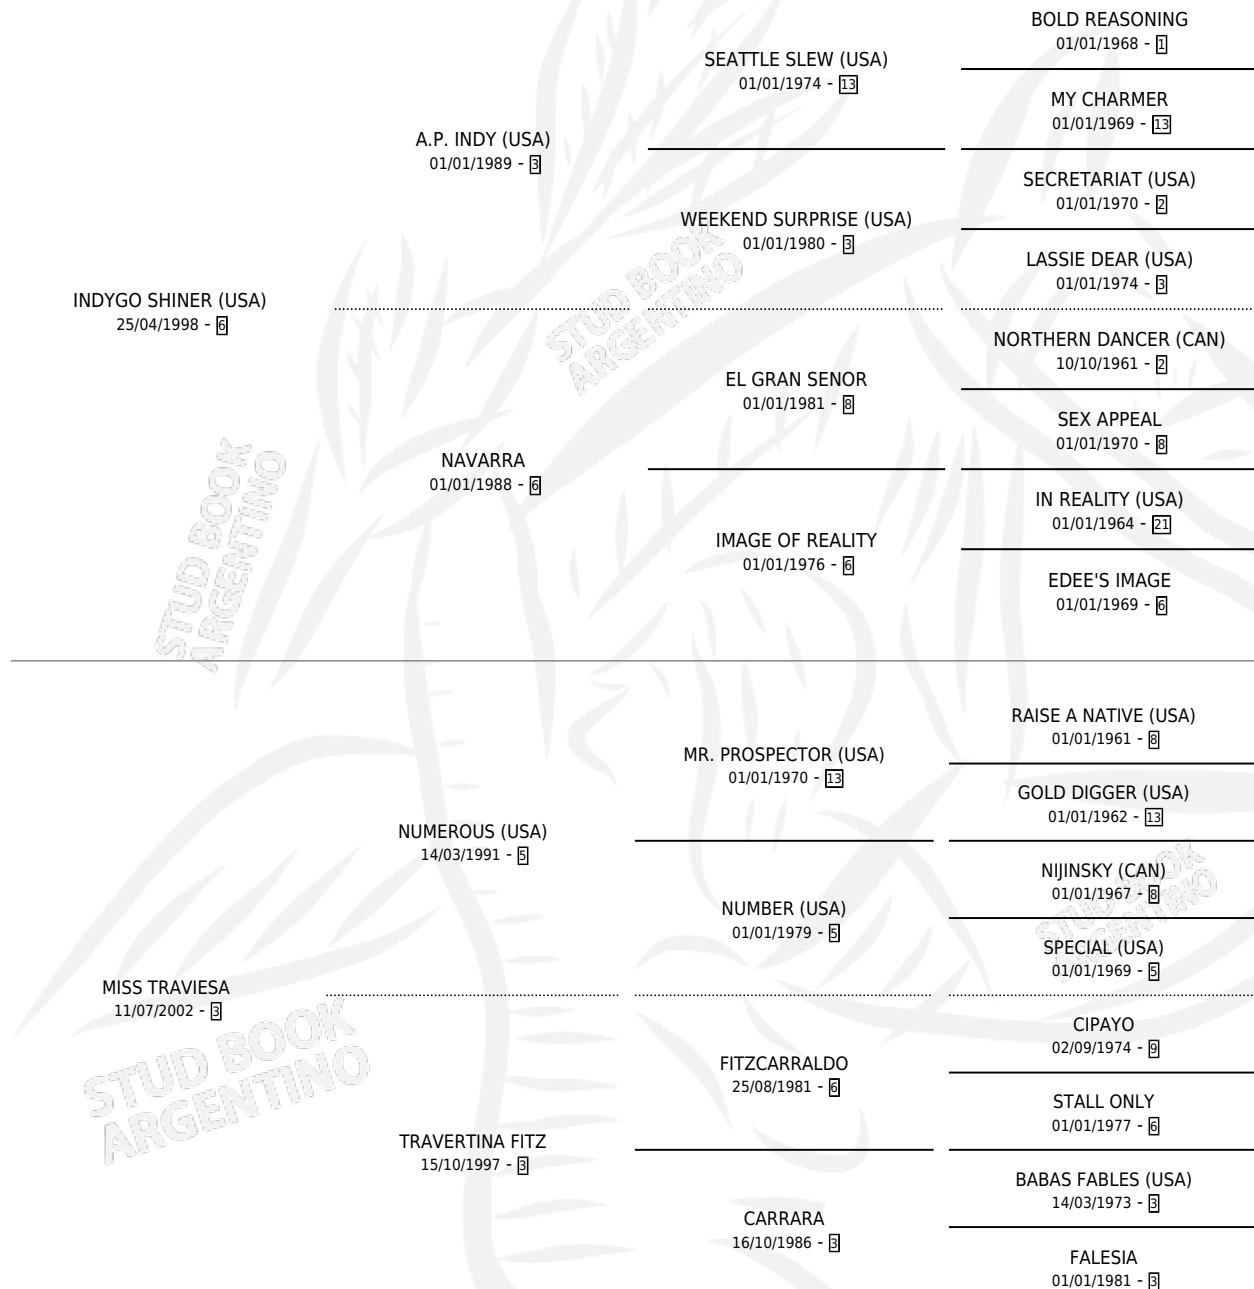 BOLD REASONING
01/01/1968 - 1
SEATTLE SLEW (USA)
01/01/1974 - 13
MY CHARMER
01/01/1969 - 13
A.P. INDY (USA)
01/01/1989 - 3
SECRETARIAT (USA)
01/01/1970 - 2
WEEKEND SURPRISE (USA)
01/01/1980 - 3
LASSIE DEAR (USA)
01/01/1974 - 3
INDYGO SHINER (USA)
25/04/1998 - 6
NORTHERN DANCER (CAN)
10/10/1961 - 2
EL GRAN SENOR
01/01/1981 - 8
SEX APPEAL
01/01/1970 - 8
NAVARRA
01/01/1988 - 6
IN REALITY (USA)
01/01/1964 - 21
IMAGE OF REALITY
01/01/1976 - 6
EDEE'S IMAGE
01/01/1969 - 6
STUD BOOK
ARGENTINO
STUD BOOK
ARGENTINO
RAISE A NATIVE (USA)
01/01/1961 - 8
MR. PROSPECTOR (USA)
01/01/1970 - 13
GOLD DIGGER (USA)
01/01/1962 - 13
NUMEROUS (USA)
14/03/1991 - 5
NIJINSKY (CAN)
01/01/1967 - 8
NUMBER (USA)
01/01/1979 - 5
SPECIAL (USA)
01/01/1969 - 5
MISS TRAVIESA
11/07/2002 - 3
CIPAYO
02/09/1974 - 9
FITZCARRALDO
25/08/1981 - 6
STALL ONLY
01/01/1977 - 6
TRAVERTINA FITZ
15/10/1997 - 3
BABAS FABLES (USA)
14/03/1973 - 3
CARRARA
16/10/1986 - 3
FALESIA
01/01/1981 - 3
STUD BOOK
ARGENTINO
STUD BOOK
ARGENTINO